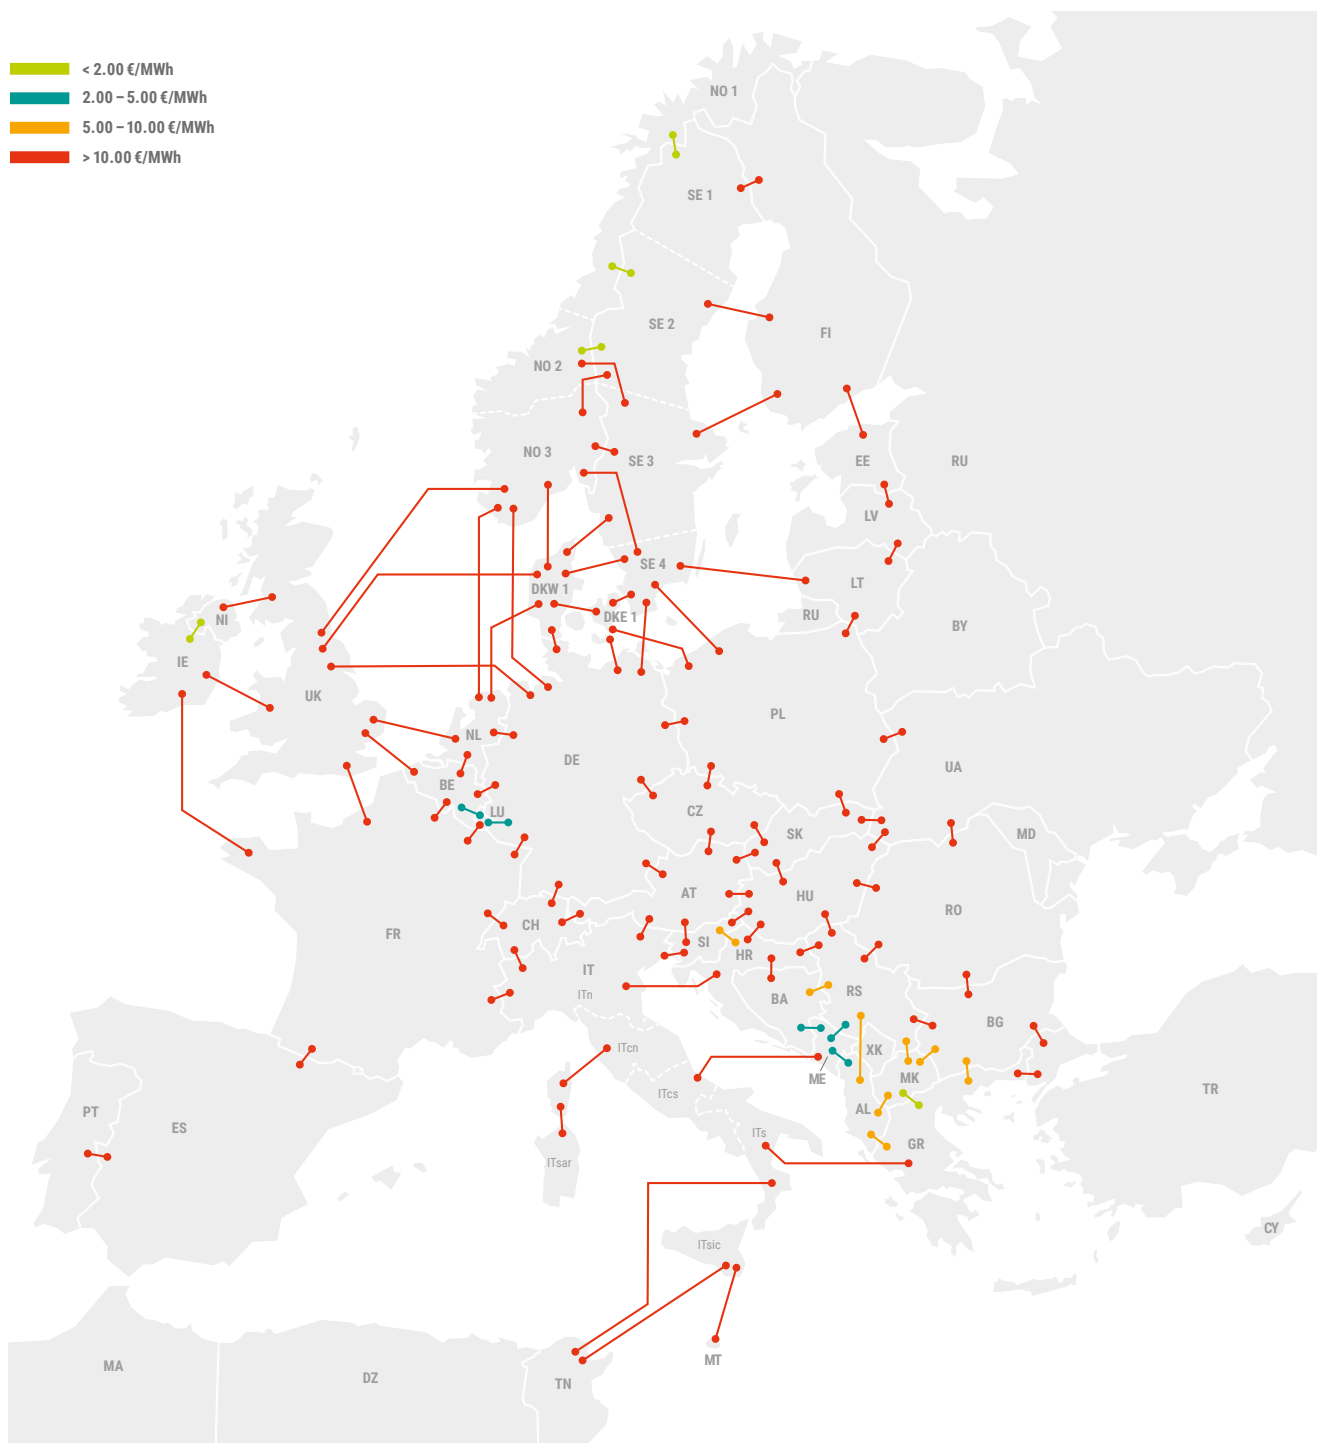 < 2.00 €/MWh
2.00 – 5.00 €/MWh
5.00 – 10.00 €/MWh
> 10.00 €/MWh
NO 1
SE 1
SE 2
FI
NO 2
NO 3
SE 3
EE
RU
LV
SE 4
LT
DKW 1
DKE 1
RU
NI
BY
IE
UK
PL
NL
DE
UA
BE
LU
CZ
SK
MD
AT
HU
RO
FR
CH
SI
HR
IT
ITn
BA
RS
BG
ITcn
XK
ME
MK
ITcs
TR
PT
AL
ES
ITs
GR
ITsar
CY
ITsic
MT
MA
DZ
TN